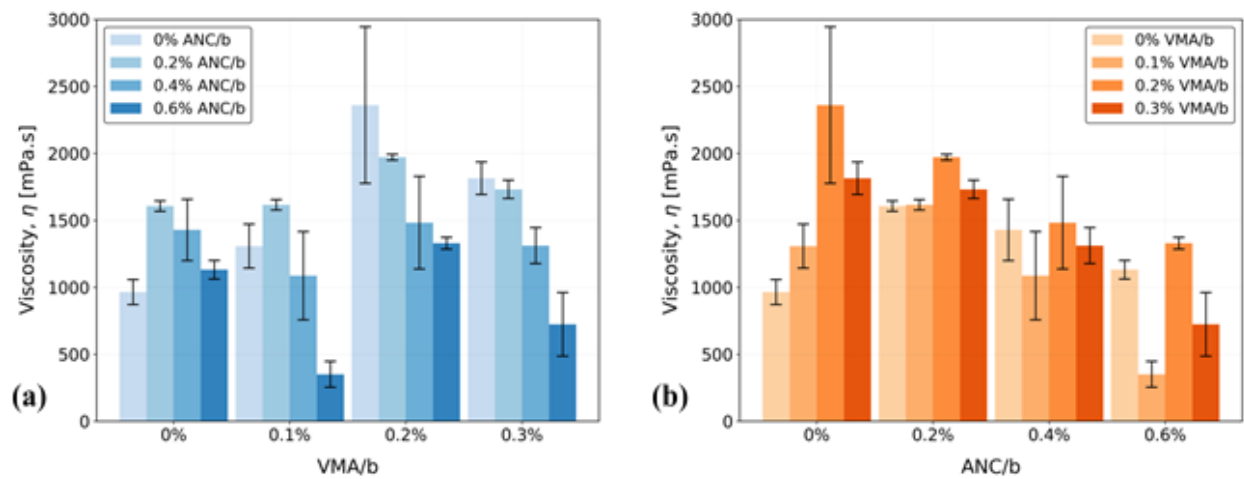 3000
2500
2000
1500
1000
500
0
Viscosity, η [mPa.s]
0% ANC/b
0.2% ANC/b
0.4% ANC/b
0.6% ANC/b
0% 0.1% 0.2% 0.3%
VMA/b
(a)
3000
2500
2000
1500
1000
500
0
Viscosity, η [mPa.s]
0% VMA/b
0.1% VMA/b
0.2% VMA/b
0.3% VMA/b
0% 0.2% 0.4% 0.6%
ANC/b
(b)